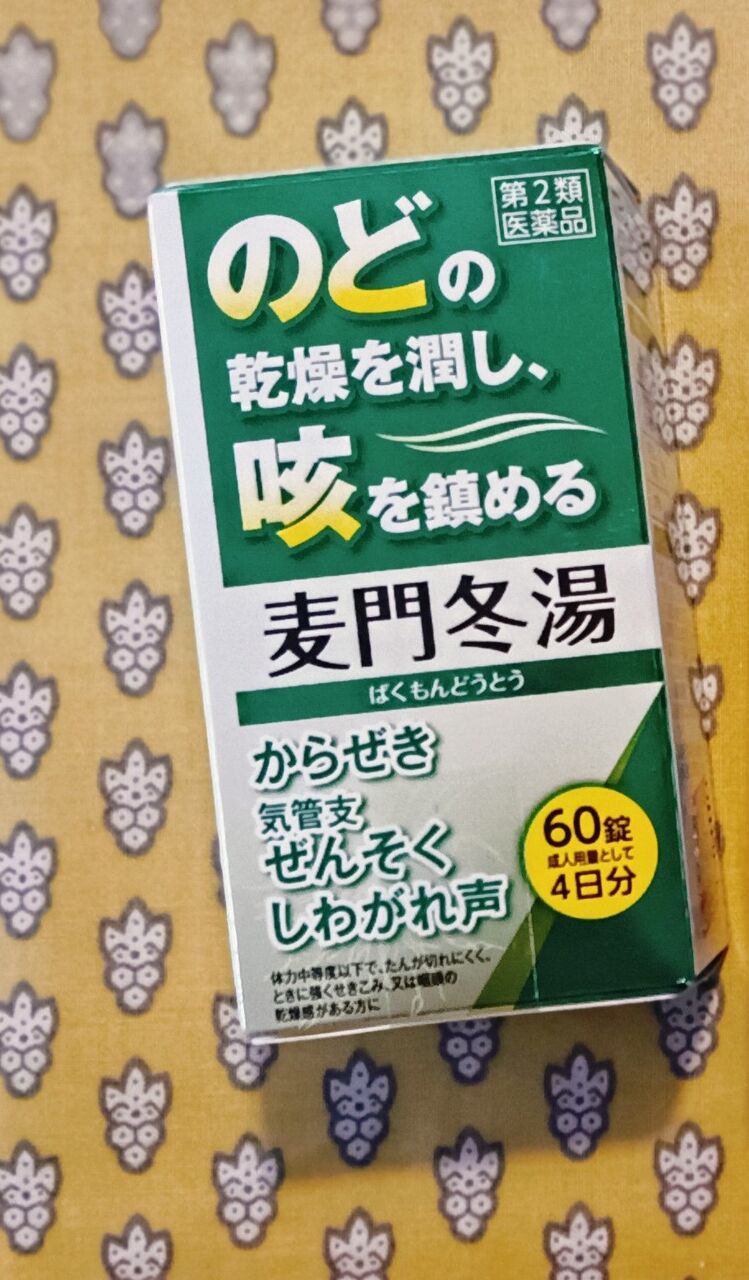 第2類
医薬品
のどの
乾燥を潤し、
咳を鎮める
麦門冬湯
ばくもんどうとう
からぜき
気管支
ぜんそく
しわがれ声
60錠
成人用量として
4日分
体力中等度以下で、たんが切れにくく、
ときに強くせきこみ、又は咽頭の
乾燥感がある方に